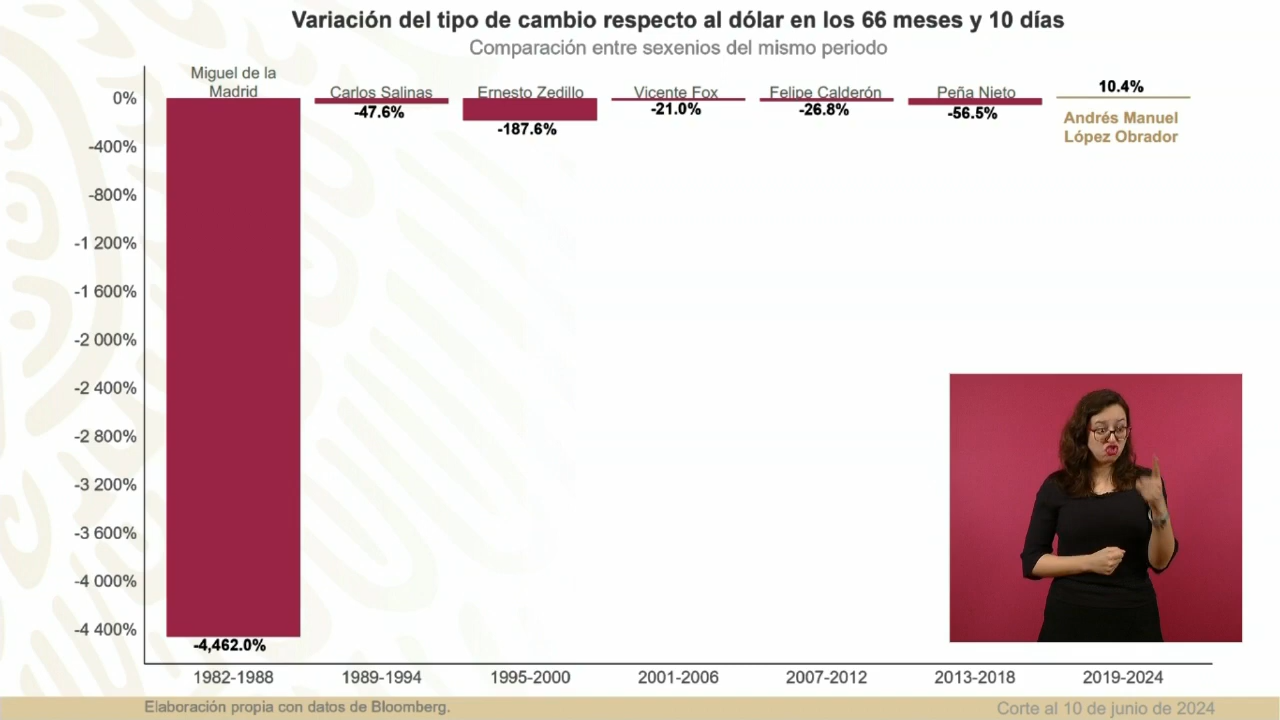 Variación del tipo de cambio respecto al dólar en los 66 meses y 10 días
Comparación entre sexenios del mismo periodo
Miguel de la
Madrid
Carlos Salinas
Ernesto Zedillo
Vicente Fox
Felipe Calderón
Peña Nieto
10.4%
Andrés Manuel
López Obrador
-47.6%
-187.6%
-21.0%
-26.8%
-56.5%
0%
-400%
-800%
-1 200%
-1 600%
-2 000%
-2 400%
-2 800%
-3 200%
-3 600%
-4 000%
-4 400%
-4,462.0%
1982-1988
1989-1994
1995-2000
2001-2006
2007-2012
2013-2018
2019-2024
Elaboración propia con datos de Bloomberg.
Corte al 10 de junio de 2024